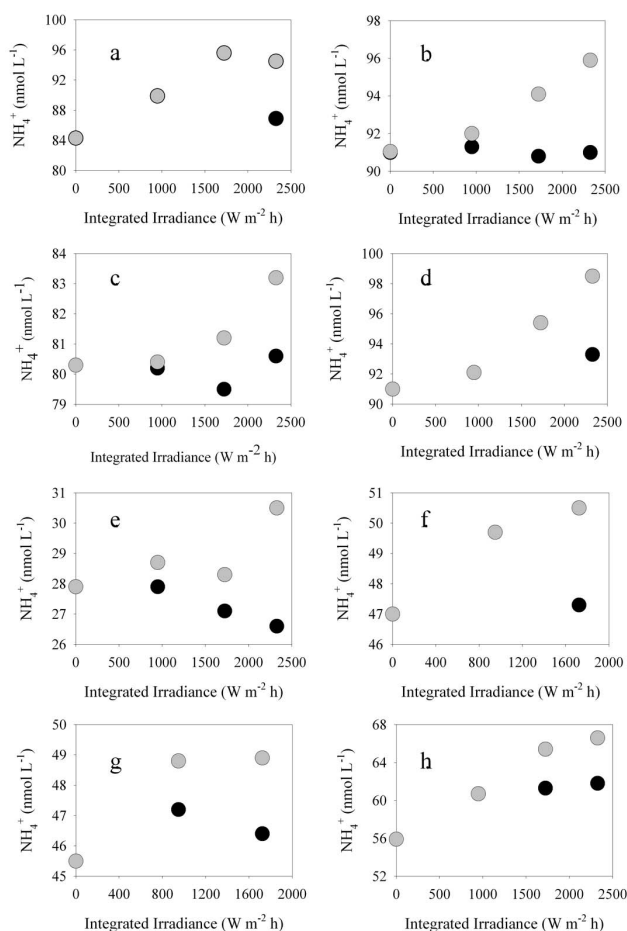 NH₄⁺ (nmol L⁻¹)
100
96
92
88
84
80
a
0 500 1000 1500 2000 2500
Integrated Irradiance (W m⁻² h)
NH₄⁺ (nmol L⁻¹)
98
96
94
92
90
b
0 500 1000 1500 2000 2500
Integrated Irradiance (W m⁻² h)
NH₄⁺ (nmol L⁻¹)
84
83
82
81
80
79
c
0 500 1000 1500 2000 2500
Integrated Irradiance (W m⁻² h)
NH₄⁺ (nmol L⁻¹)
100
98
96
94
92
90
d
0 500 1000 1500 2000 2500
Integrated Irradiance (W m⁻² h)
NH₄⁺ (nmol L⁻¹)
31
30
29
28
27
26
e
0 500 1000 1500 2000 2500
Integrated Irradiance (W m⁻² h)
NH₄⁺ (nmol L⁻¹)
51
50
49
48
47
46
f
0 400 800 1200 1600 2000
Integrated Irradiance (W m⁻² h)
NH₄⁺ (nmol L⁻¹)
50
49
48
47
46
45
g
0 400 800 1200 1600 2000
Integrated Irradiance (W m⁻² h)
NH₄⁺ (nmol L⁻¹)
68
64
60
56
52
h
0 500 1000 1500 2000 2500
Integrated Irradiance (W m⁻² h)